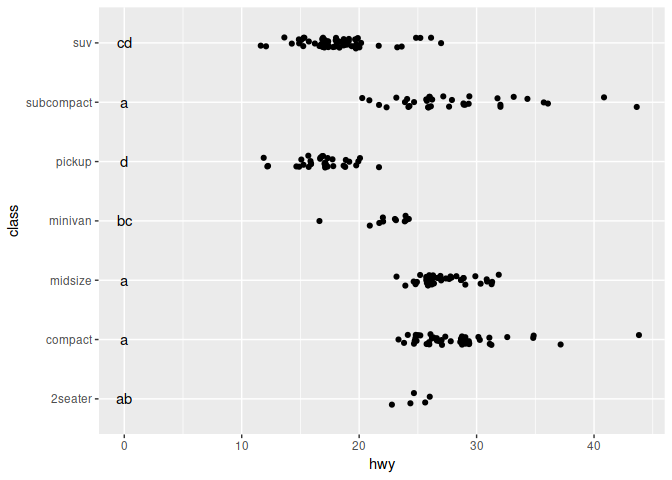 suv cd
subcompact a
pickup d
minivan bc
midsize a
compact a
2seater ab
class
0 10 20 30 40
hwy